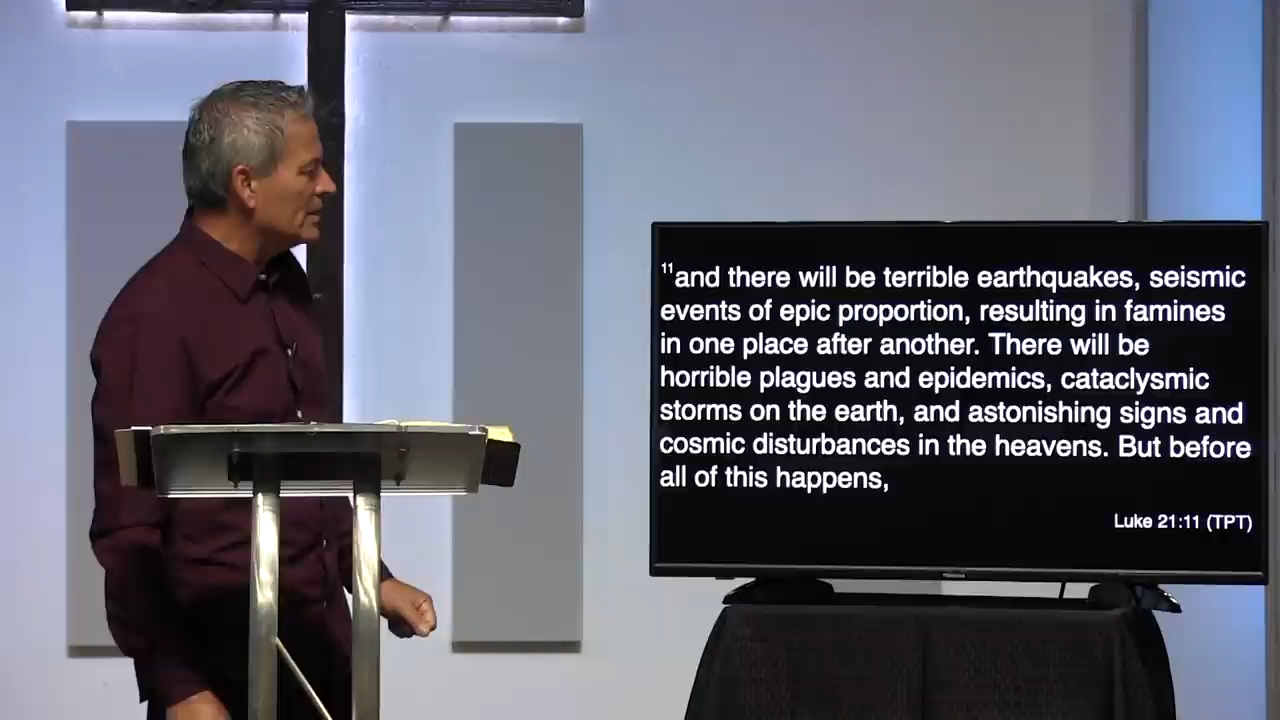 ¹¹and there will be terrible earthquakes, seismic
events of epic proportion, resulting in famines
in one place after another. There will be
horrible plagues and epidemics, cataclysmic
storms on the earth, and astonishing signs and
cosmic disturbances in the heavens. But before
all of this happens,
Luke 21:11 (TPT)
TOSHIBA